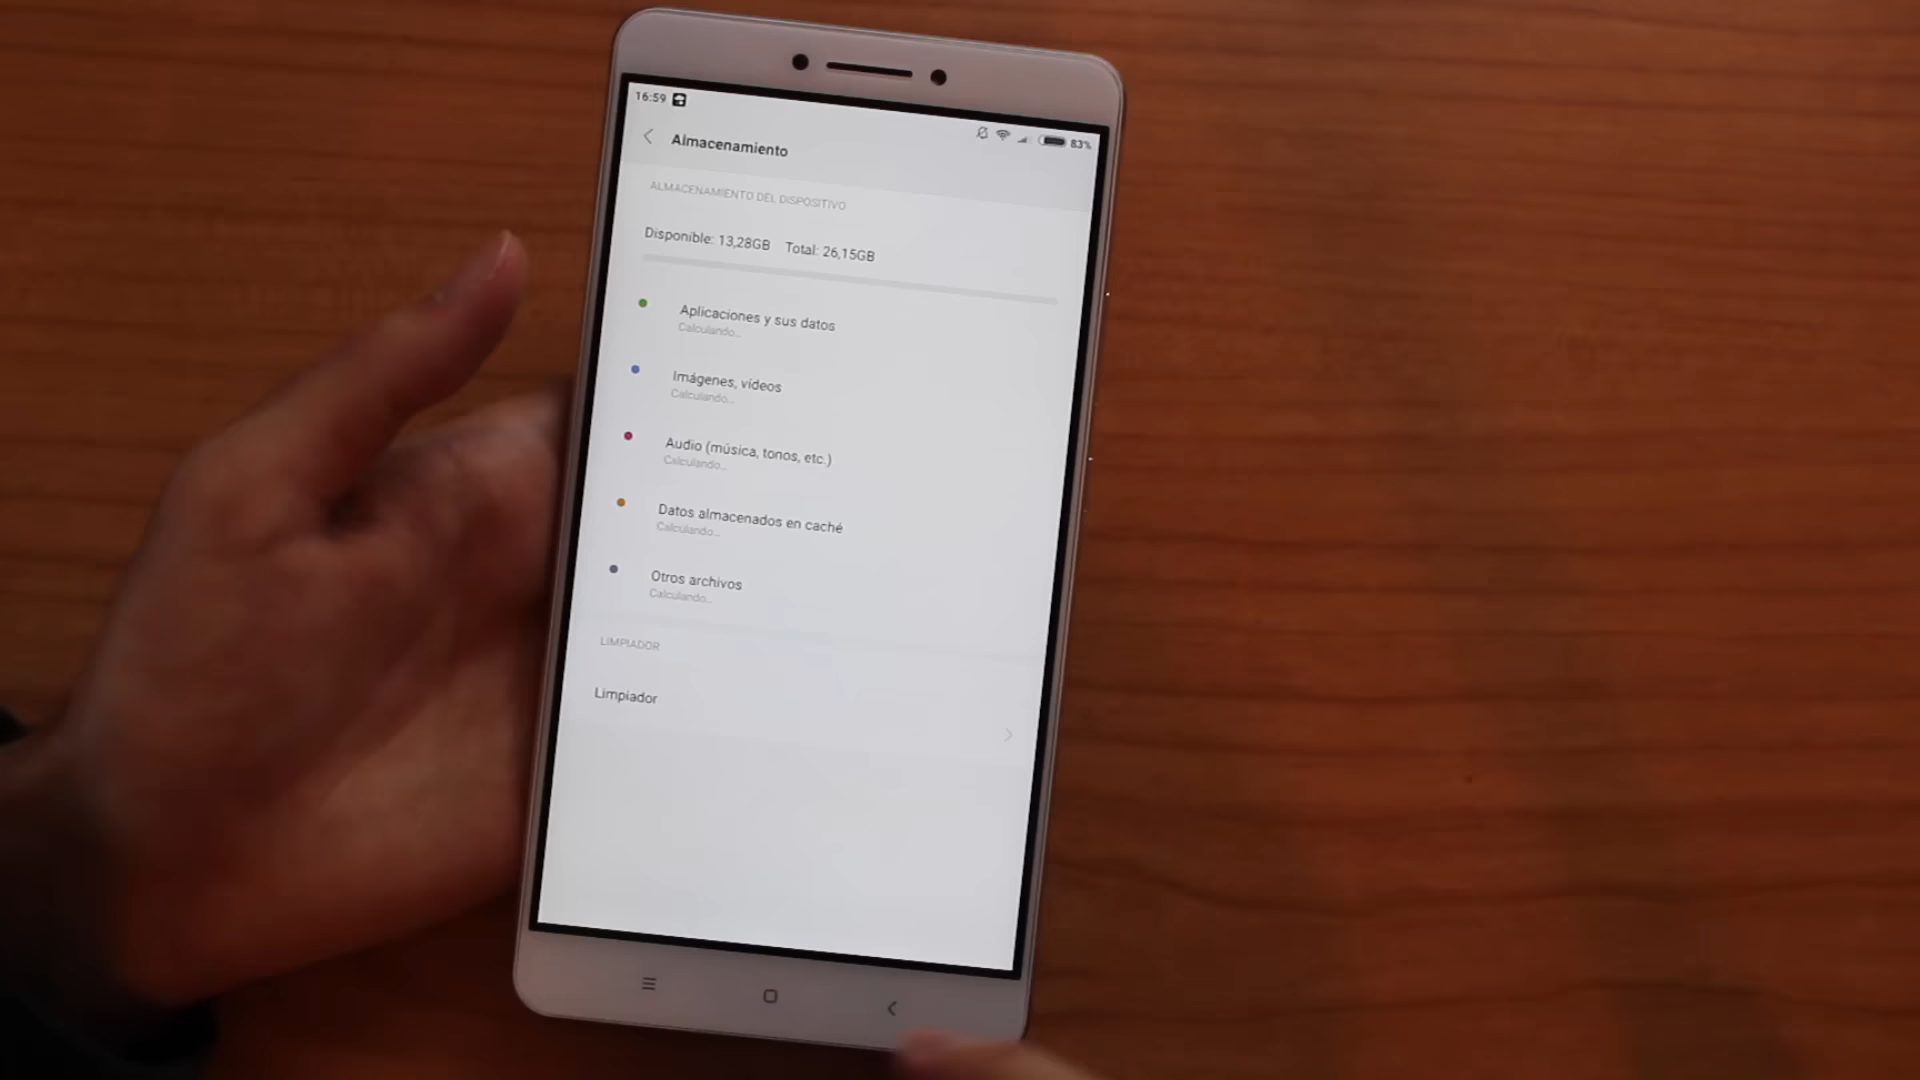 16:59
83%
Almacenamiento
ALMACENAMIENTO DEL DISPOSITIVO
Disponible: 13,28GB Total: 26,15GB
Aplicaciones y sus datos
Calculando...
Imágenes, vídeos
Calculando...
Audio (música, tonos, etc.)
Calculando...
Datos almacenados en caché
Calculando...
Otros archivos
Calculando...
LIMPIADOR
Limpiador